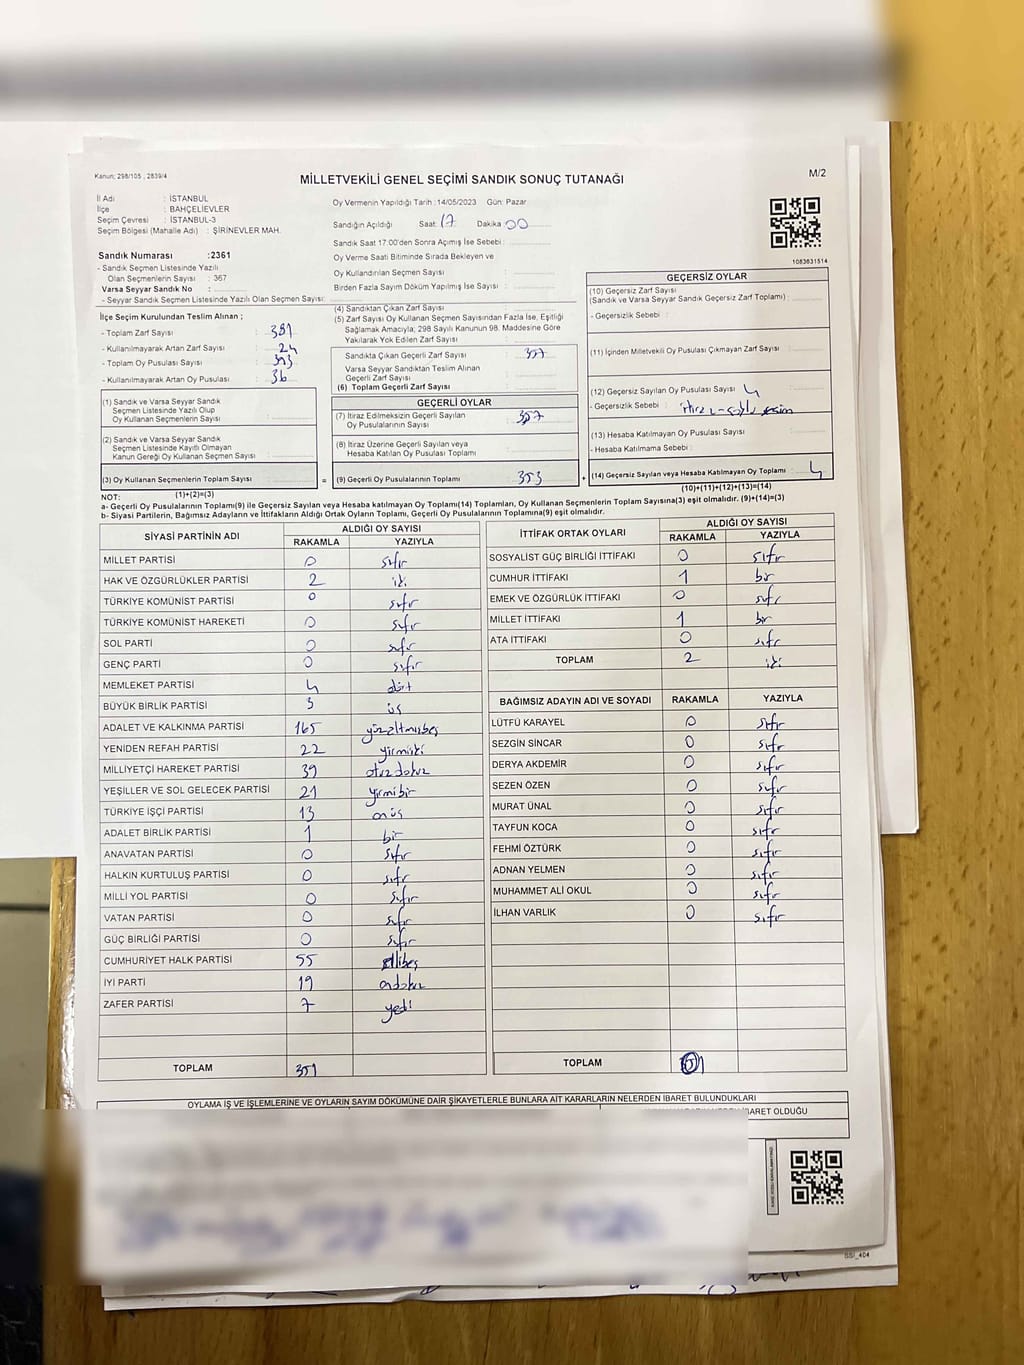 Kanun; 298/105 , 2839/4
M/2
MİLLETVEKİLİ GENEL SEÇİMİ SANDIK SONUÇ TUTANAĞI
İl Adı : İSTANBUL
İlçe : BAHÇELİEVLER
Seçim Çevresi : İSTANBUL-3
Seçim Bölgesi (Mahalle Adı) : ŞİRİNEVLER MAH.
Sandık Numarası :2361
- Sandık Seçmen Listesinde Yazılı
Olan Seçmenlerin Sayısı : 367
Varsa Seyyar Sandık No :
- Seyyar Sandık Seçmen Listesinde Yazılı Olan Seçmen Sayısı:
Oy Vermenin Yapıldığı Tarih :14/05/2023 Gün: Pazar
Sandığın Açıldığı Saat: 17 Dakika 00
Sandık Saat 17:00'den Sonra Açımış İse Sebebi :
Oy Verme Saati Bitiminde Sırada Bekleyen ve
Oy Kullandırılan Seçmen Sayısı :
Birden Fazla Sayım Döküm Yapılmış İse Sayısı :
1083631514
İlçe Seçim Kurulundan Teslim Alınan ;
- Toplam Zarf Sayısı : 381
- Kullanılmayarak Artan Zarf Sayısı : 24
- Toplam Oy Pusulası Sayısı : 393
- Kullanılmayarak Artan Oy Pusulası : 36
(1) Sandık ve Varsa Seyyar Sandık
Seçmen Listesinde Yazılı Olup
Oy Kullanan Seçmenlerin Sayısı :
(2) Sandık ve Varsa Seyyar Sandık
Seçmen Listesinde Kayıtlı Olmayan
Kanun Gereği Oy Kullanan Seçmen Sayısı :
(3) Oy Kullanan Seçmenlerin Toplam Sayısı :
(4) Sandıktan Çıkan Zarf Sayısı :
(5) Zarf Sayısı Oy Kullanan Seçmen Sayısından Fazla İse, Eşitliği
Sağlamak Amacıyla; 298 Sayılı Kanunun 98. Maddesine Göre
Yakılarak Yok Edilen Zarf Sayısı :
Sandıkta Çıkan Geçerli Zarf Sayısı : 357
Varsa Seyyar Sandıktan Teslim Alınan
Geçerli Zarf Sayısı :
(6) Toplam Geçerli Zarf Sayısı :
GEÇERLİ OYLAR
(7) İtiraz Edilmeksizin Geçerli Sayılan
Oy Pusulalarının Sayısı : 357
(8) İtiraz Üzerine Geçerli Sayılan veya
Hesaba Katılan Oy Pusulası Toplamı :
= (9) Geçerli Oy Pusulalarının Toplamı : 353 +
GEÇERSİZ OYLAR
(10) Geçersiz Zarf Sayısı
(Sandık ve Varsa Seyyar Sandık Geçersiz Zarf Toplamı) :
- Geçersizlik Sebebi :
(11) İçinden Milletvekili Oy Pusulası Çıkmayan Zarf Sayısı :
(12) Geçersiz Sayılan Oy Pusulası Sayısı : 4
- Geçersizlik Sebebi :
(13) Hesaba Katılmayan Oy Pusulası Sayısı :
- Hesaba Katılmama Sebebi :
(14) Geçersiz Sayılan veya Hesaba Katılmayan Oy Toplamı : 4
NOT: (1)+(2)=(3)
(10)+(11)+(12)+(13)=(14)
a- Geçerli Oy Pusulalarının Toplamı(9) ile Geçersiz Sayılan veya Hesaba Katılmayan Oy Toplamı(14) Toplamları, Oy Kullanan Seçmenlerin Toplam Sayısına(3) eşit olmalıdır. (9)+(14)=(3)
b- Siyasi Partilerin, Bağımsız Adayların ve İttifakların Aldığı Ortak Oyların Toplamı, Geçerli Oy Pusulalarının Toplamına(9) eşit olmalıdır.
SİYASİ PARTİNİN ADI ALDIĞI OY SAYISI
RAKAMLA YAZIYLA
MİLLET PARTİSİ 0 sıfır
HAK VE ÖZGÜRLÜKLER PARTİSİ 2 iki
TÜRKİYE KOMÜNİST PARTİSİ 0 sıfır
TÜRKİYE KOMÜNİST HAREKETİ 0 sıfır
SOL PARTİ 0 sıfır
GENÇ PARTİ 0 sıfır
MEMLEKET PARTİSİ 4 dört
BÜYÜK BİRLİK PARTİSİ 3 üç
ADALET VE KALKINMA PARTİSİ 165 yüzaltmışbeş
YENİDEN REFAH PARTİSİ 22 yirmiiki
MİLLİYETÇİ HAREKET PARTİSİ 39 otuzdokuz
YEŞİLLER VE SOL GELECEK PARTİSİ 21 yirmibir
TÜRKİYE İŞÇİ PARTİSİ 13 onüç
ADALET BİRLİK PARTİSİ 1 bir
ANAVATAN PARTİSİ 0 sıfır
HALKIN KURTULUŞ PARTİSİ 0 sıfır
MİLLİ YOL PARTİSİ 0 sıfır
VATAN PARTİSİ 0 sıfır
GÜÇ BİRLİĞİ PARTİSİ 0 sıfır
CUMHURİYET HALK PARTİSİ 55 ellibeş
İYİ PARTİ 19 ondokuz
ZAFER PARTİSİ 7 yedi
TOPLAM 351
İTTİFAK ORTAK OYLARI ALDIĞI OY SAYISI
RAKAMLA YAZIYLA
SOSYALİST GÜÇ BİRLİĞİ İTTİFAKI 0 sıfır
CUMHUR İTTİFAKI 1 bir
EMEK VE ÖZGÜRLÜK İTTİFAKI 0 sıfır
MİLLET İTTİFAKI 1 bir
ATA İTTİFAKI 0 sıfır
TOPLAM 2 iki
BAĞIMSIZ ADAYIN ADI VE SOYADI RAKAMLA YAZIYLA
LÜTFÜ KARAYEL 0 sıfır
SEZGİN SİNCAR 0 sıfır
DERYA AKDEMİR 0 sıfır
SEZEN ÖZEN 0 sıfır
MURAT ÜNAL 0 sıfır
TAYFUN KOCA 0 sıfır
FEHMİ ÖZTÜRK 0 sıfır
ADNAN YELMEN 0 sıfır
MUHAMMET ALİ OKUL 0 sıfır
İLHAN VARLIK 0 sıfır
TOPLAM
OYLAMA İŞ VE İŞLEMLERİNE VE OYLARIN SAYIM DÖKÜMÜNE DAİR ŞİKAYETLERLE BUNLARA AİT KARARLARIN NELERDEN İBARET BULUNDUKLARI
İBARET OLDUĞU
SSİ_404